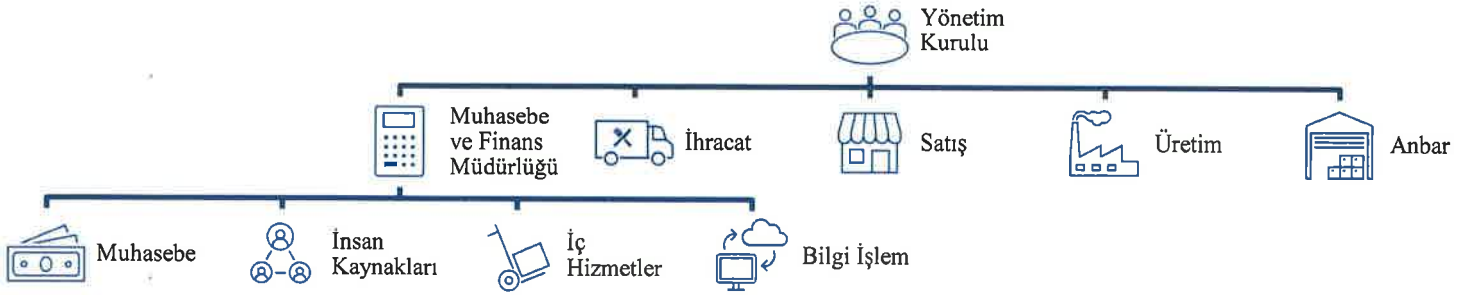 Yönetim
Kurulu
Muhasebe
ve Finans
Müdürlüğü
İhracat
Satış
Üretim
Anbar
Muhasebe
İnsan
Kaynakları
İç
Hizmetler
Bilgi İşlem